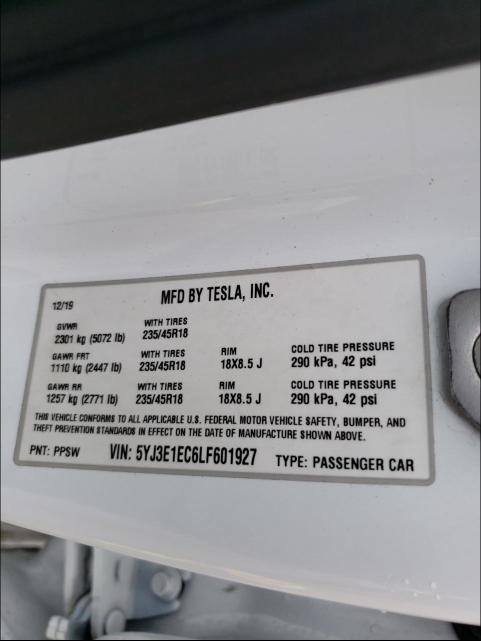 12/19 MFD BY TESLA, INC.
GVWR WITH TIRES
2301 kg (5072 lb) 235/45R18
GAWR FRT WITH TIRES RIM COLD TIRE PRESSURE
1110 kg (2447 lb) 235/45R18 18X8.5 J 290 kPa, 42 psi
GAWR RR WITH TIRES RIM COLD TIRE PRESSURE
1257 kg (2771 lb) 235/45R18 18X8.5 J 290 kPa, 42 psi
THIS VEHICLE CONFORMS TO ALL APPLICABLE U.S. FEDERAL MOTOR VEHICLE SAFETY, BUMPER, AND
THEFT PREVENTION STANDARDS IN EFFECT ON THE DATE OF MANUFACTURE SHOWN ABOVE.
PNT: PPSW VIN: 5YJ3E1EC6LF601927 TYPE: PASSENGER CAR